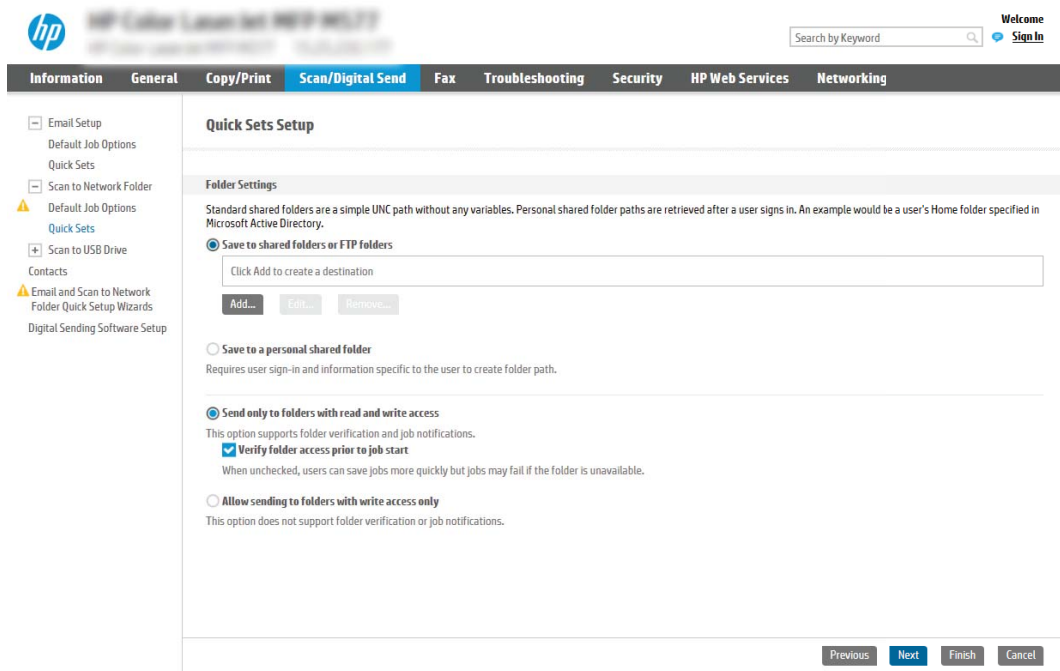 hp
HP Color LaserJet MFP M577
Welcome
Search by Keyword
Sign In
Information General Copy/Print Scan/Digital Send Fax Troubleshooting Security HP Web Services Networking
Email Setup
Default Job Options
Quick Sets
Scan to Network Folder
Default Job Options
Quick Sets
Scan to USB Drive
Contacts
Email and Scan to Network
Folder Quick Setup Wizards
Digital Sending Software Setup
Quick Sets Setup
Folder Settings
Standard shared folders are a simple UNC path without any variables. Personal shared folder paths are retrieved after a user signs in. An example would be a user's Home folder specified in
Microsoft Active Directory.
Save to shared folders or FTP folders
Click Add to create a destination
Add... Edit... Remove...
Save to a personal shared folder
Requires user sign-in and information specific to the user to create folder path.
Send only to folders with read and write access
This option supports folder verification and job notifications.
Verify folder access prior to job start
When unchecked, users can save jobs more quickly but jobs may fail if the folder is unavailable.
Allow sending to folders with write access only
This option does not support folder verification or job notifications.
Previous Next Finish Cancel